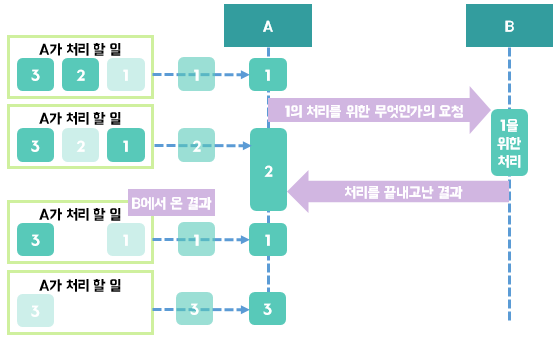 A
B
A가 처리 할 일
3 2 1
1
1
1의 처리를 위한 무엇인가의 요청
A가 처리 할 일
3 2 1
2
2
1을
위한
처리
처리를 끝내고난 결과
B에서 온 결과
A가 처리 할 일
3 1
1
1
A가 처리 할 일
3
3
3